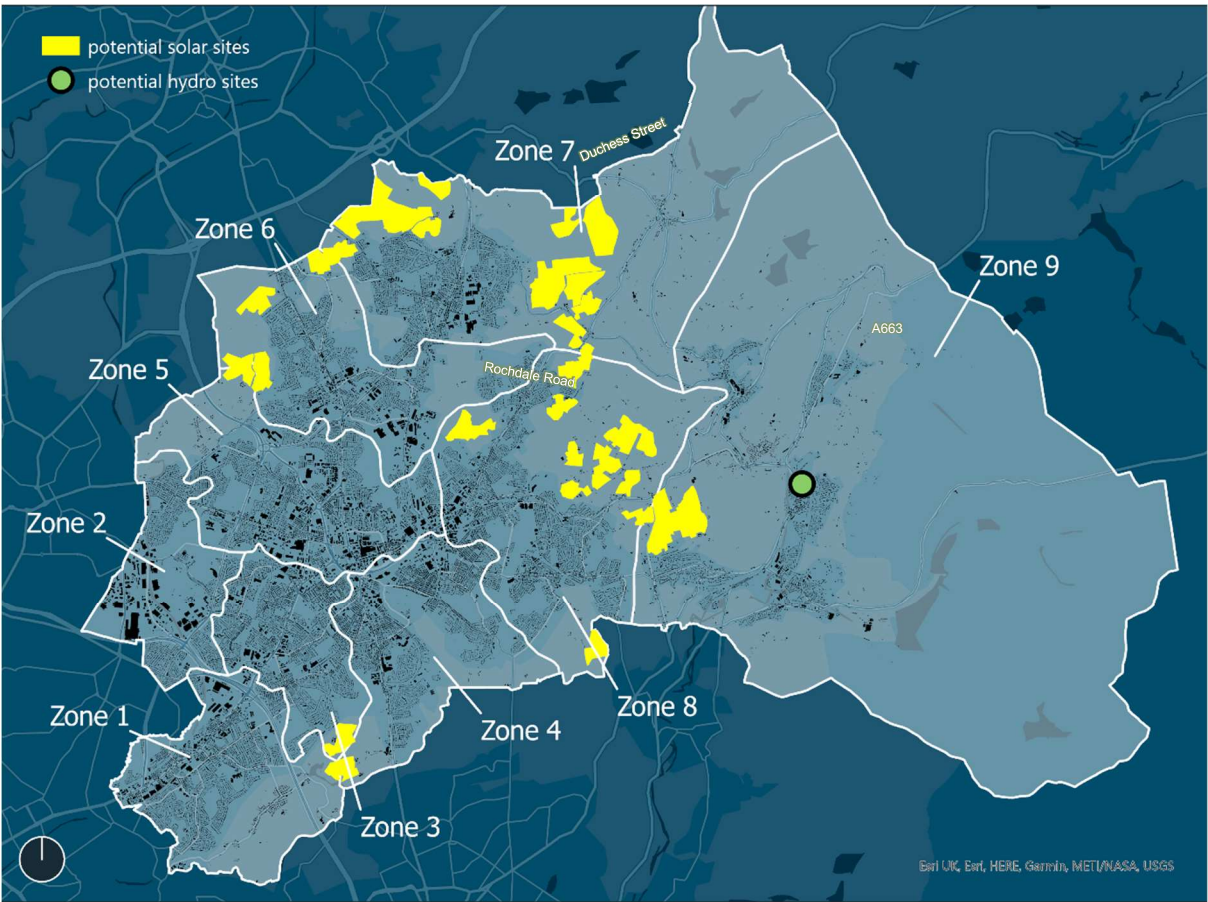 potential solar sites
potential hydro sites
Duchess Street
Zone 7
Zone 6
Zone 9
A663
Zone 5
Rochdale Road
Zone 2
Zone 8
Zone 1
Zone 4
Zone 3
Esri UK, Esri, HERE, Garmin, METI/NASA, USGS